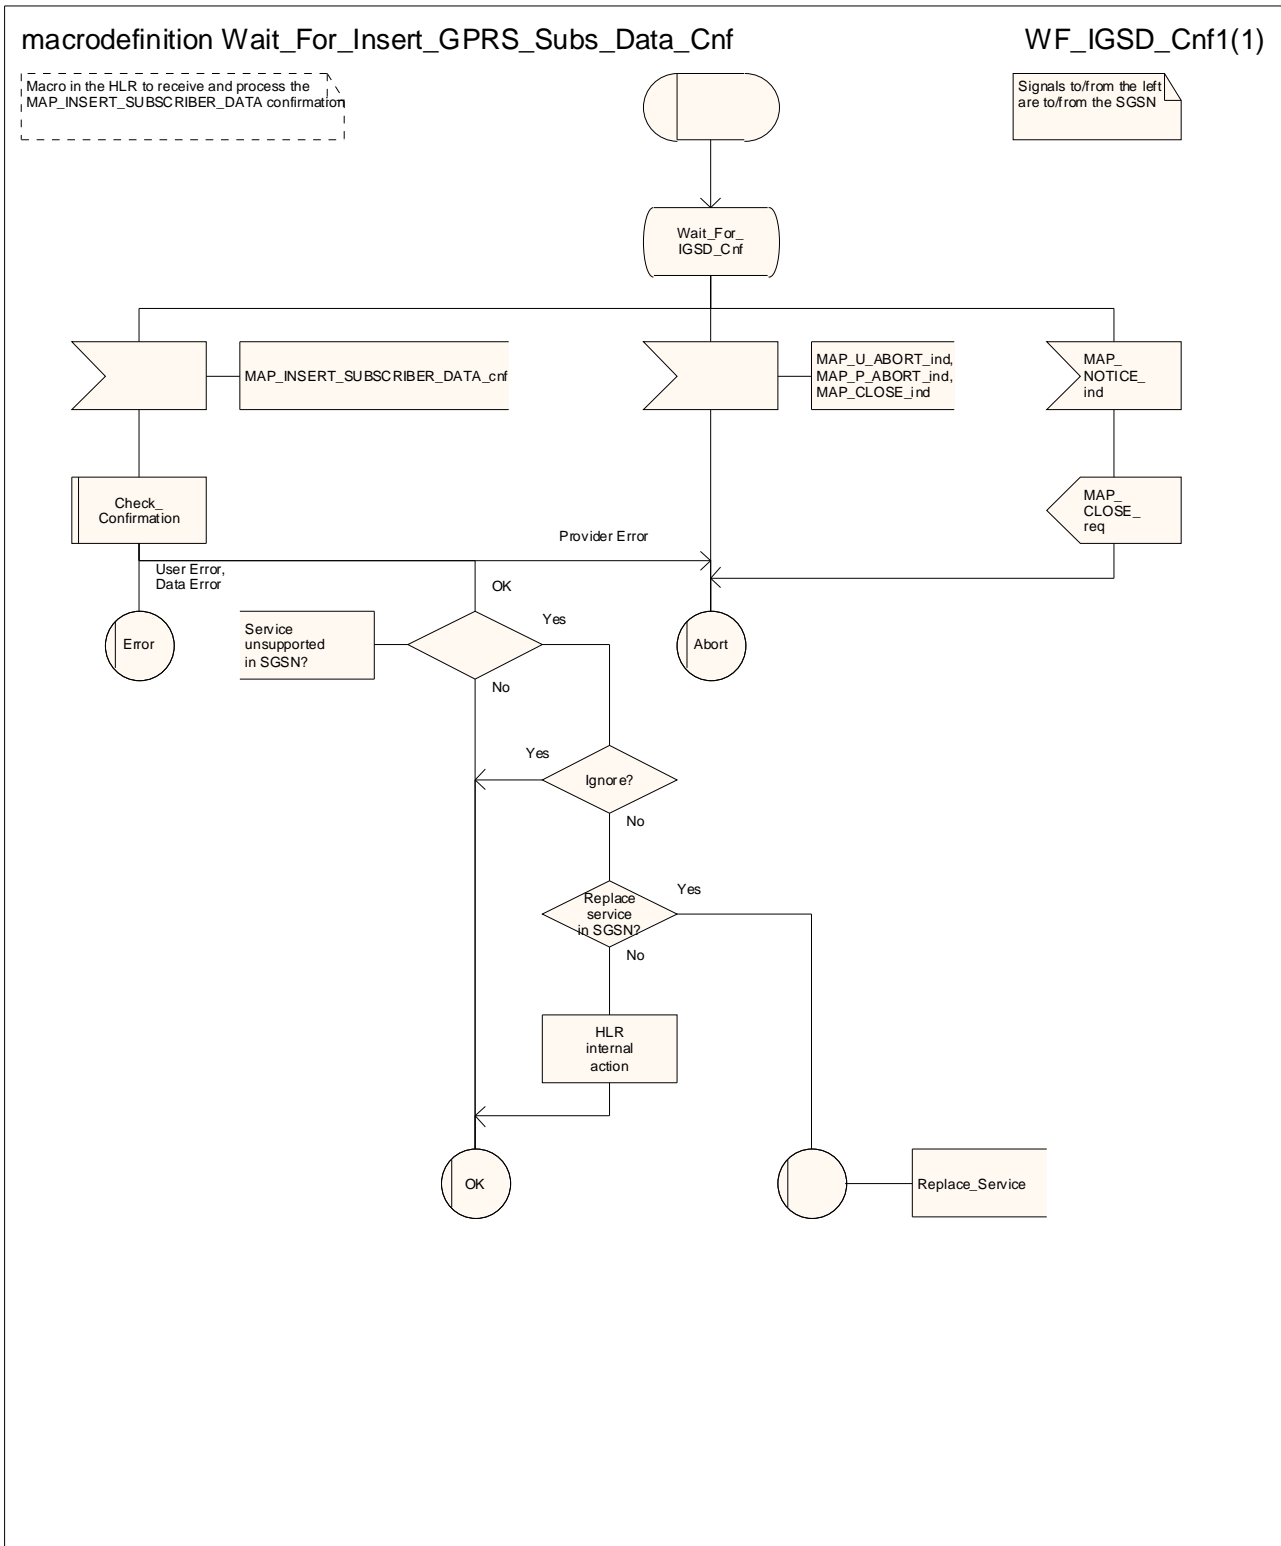 macrodefinition Wait_For_Insert_GPRS_Subs_Data_Cnf
WF_IGSD_Cnf1(1)
Macro in the HLR to receive and process the
MAP_INSERT_SUBSCRIBER_DATA confirmation
Signals to/from the left
are to/from the SGSN
Wait_For_
IGSD_Cnf
MAP_INSERT_SUBSCRIBER_DATA_cnf
MAP_U_ABORT_ind,
MAP_P_ABORT_ind,
MAP_CLOSE_ind
MAP_
NOTICE_
ind
Check_
Confirmation
MAP_
CLOSE_
req
Provider Error
User Error,
Data Error
OK
Error
Service
unsupported
in SGSN?
Yes
No
Abort
Yes
Ignore?
No
Replace
service
in SGSN?
Yes
No
HLR
internal
action
OK
Replace_Service